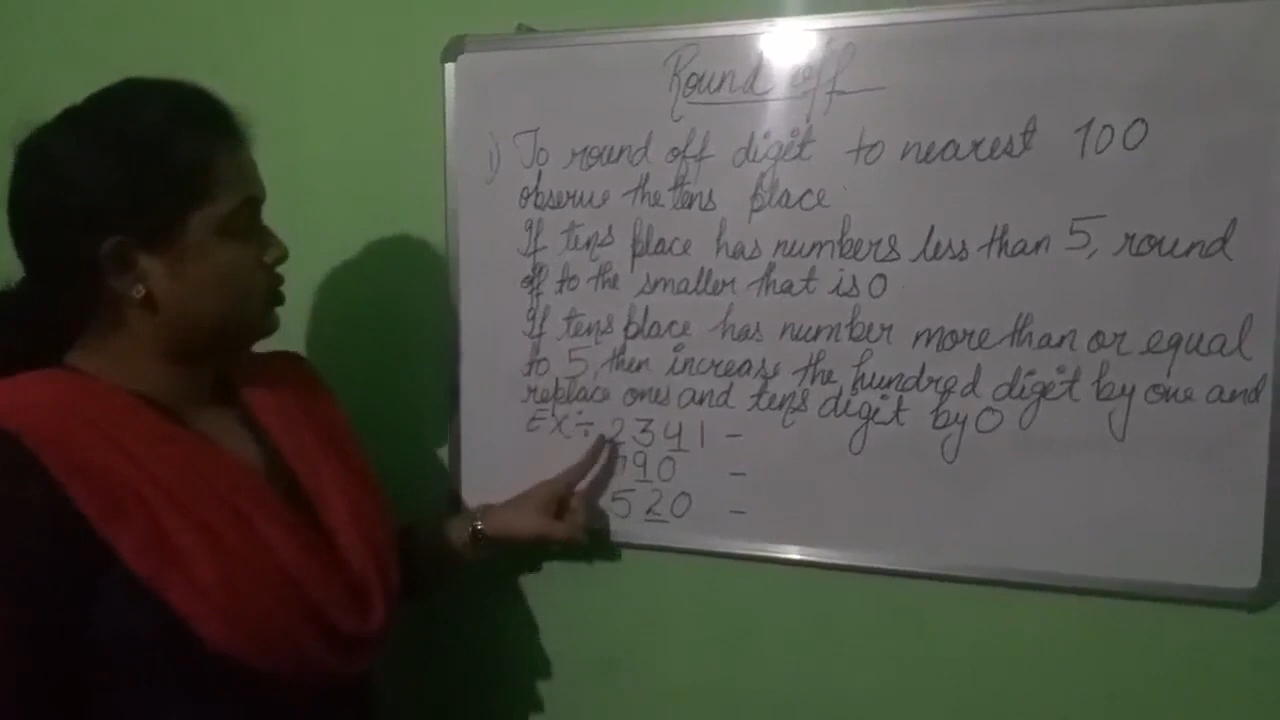 Round off
1) To round off digit to nearest 100
observe the tens place
If tens place has numbers less than 5, round
off to the smaller that is 0
If tens place has number more than or equal
to 5, then increase the hundred digit by one and
replace ones and tens digit by 0
Ex÷ 2341 -
90 -
520 -